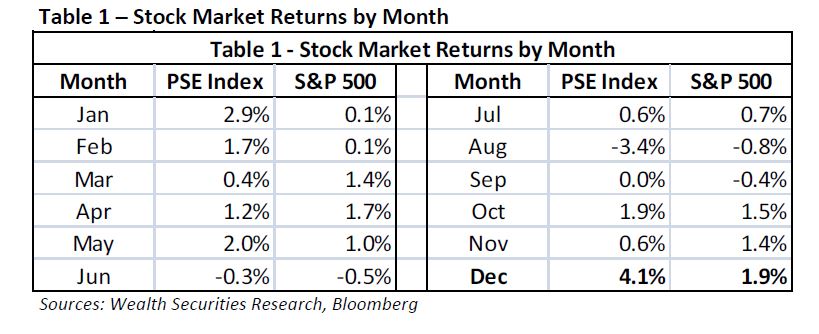 Table 1 – Stock Market Returns by Month
Table 1 - Stock Market Returns by Month
Month PSE Index S&P 500 Month PSE Index S&P 500
Jan 2.9% 0.1% Jul 0.6% 0.7%
Feb 1.7% 0.1% Aug -3.4% -0.8%
Mar 0.4% 1.4% Sep 0.0% -0.4%
Apr 1.2% 1.7% Oct 1.9% 1.5%
May 2.0% 1.0% Nov 0.6% 1.4%
Jun -0.3% -0.5% Dec 4.1% 1.9%
Sources: Wealth Securities Research, Bloomberg